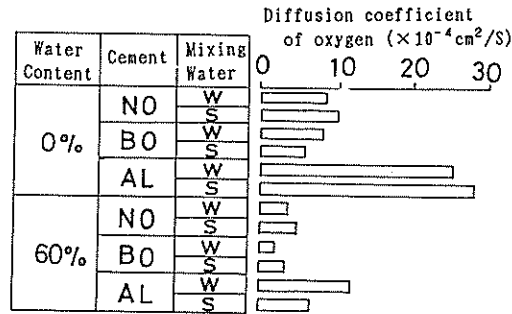 Diffusion coefficient
of oxygen (×10⁻⁴cm²/S)
Water Content Cement Mixing Water 0 10 20 30
0% NO W
S
BO W
S
AL W
S
60% NO W
S
BO W
S
AL W
S